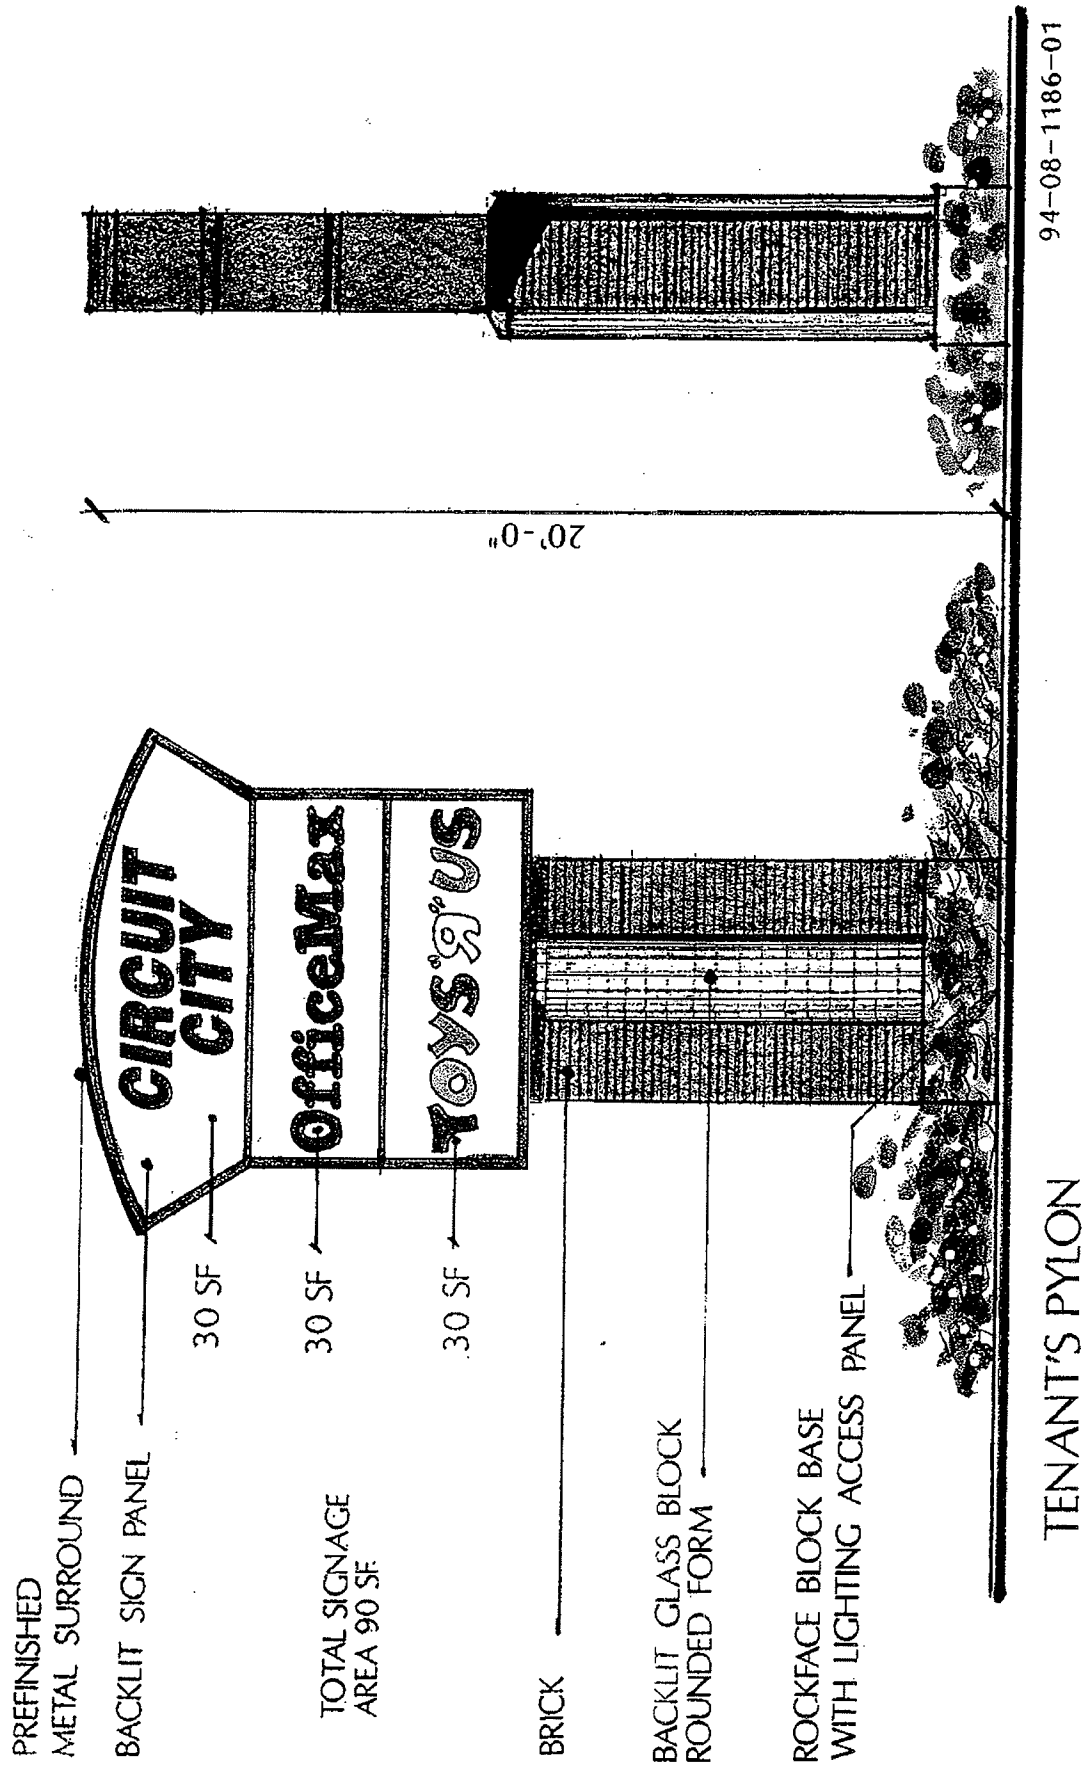 PREFINISHED
METAL SURROUND
BACKLIT SIGN PANEL
30 SF
30 SF
30 SF
TOTAL SIGNAGE
AREA 90 SF.
BRICK
BACKLIT GLASS BLOCK
ROUNDED FORM
ROCKFACE BLOCK BASE
WITH LIGHTING ACCESS PANEL
CIRCUIT
CITY
OfficeMax
TOYS "R" US
20'-0"
TENANT'S PYLON
94-08-1186-01